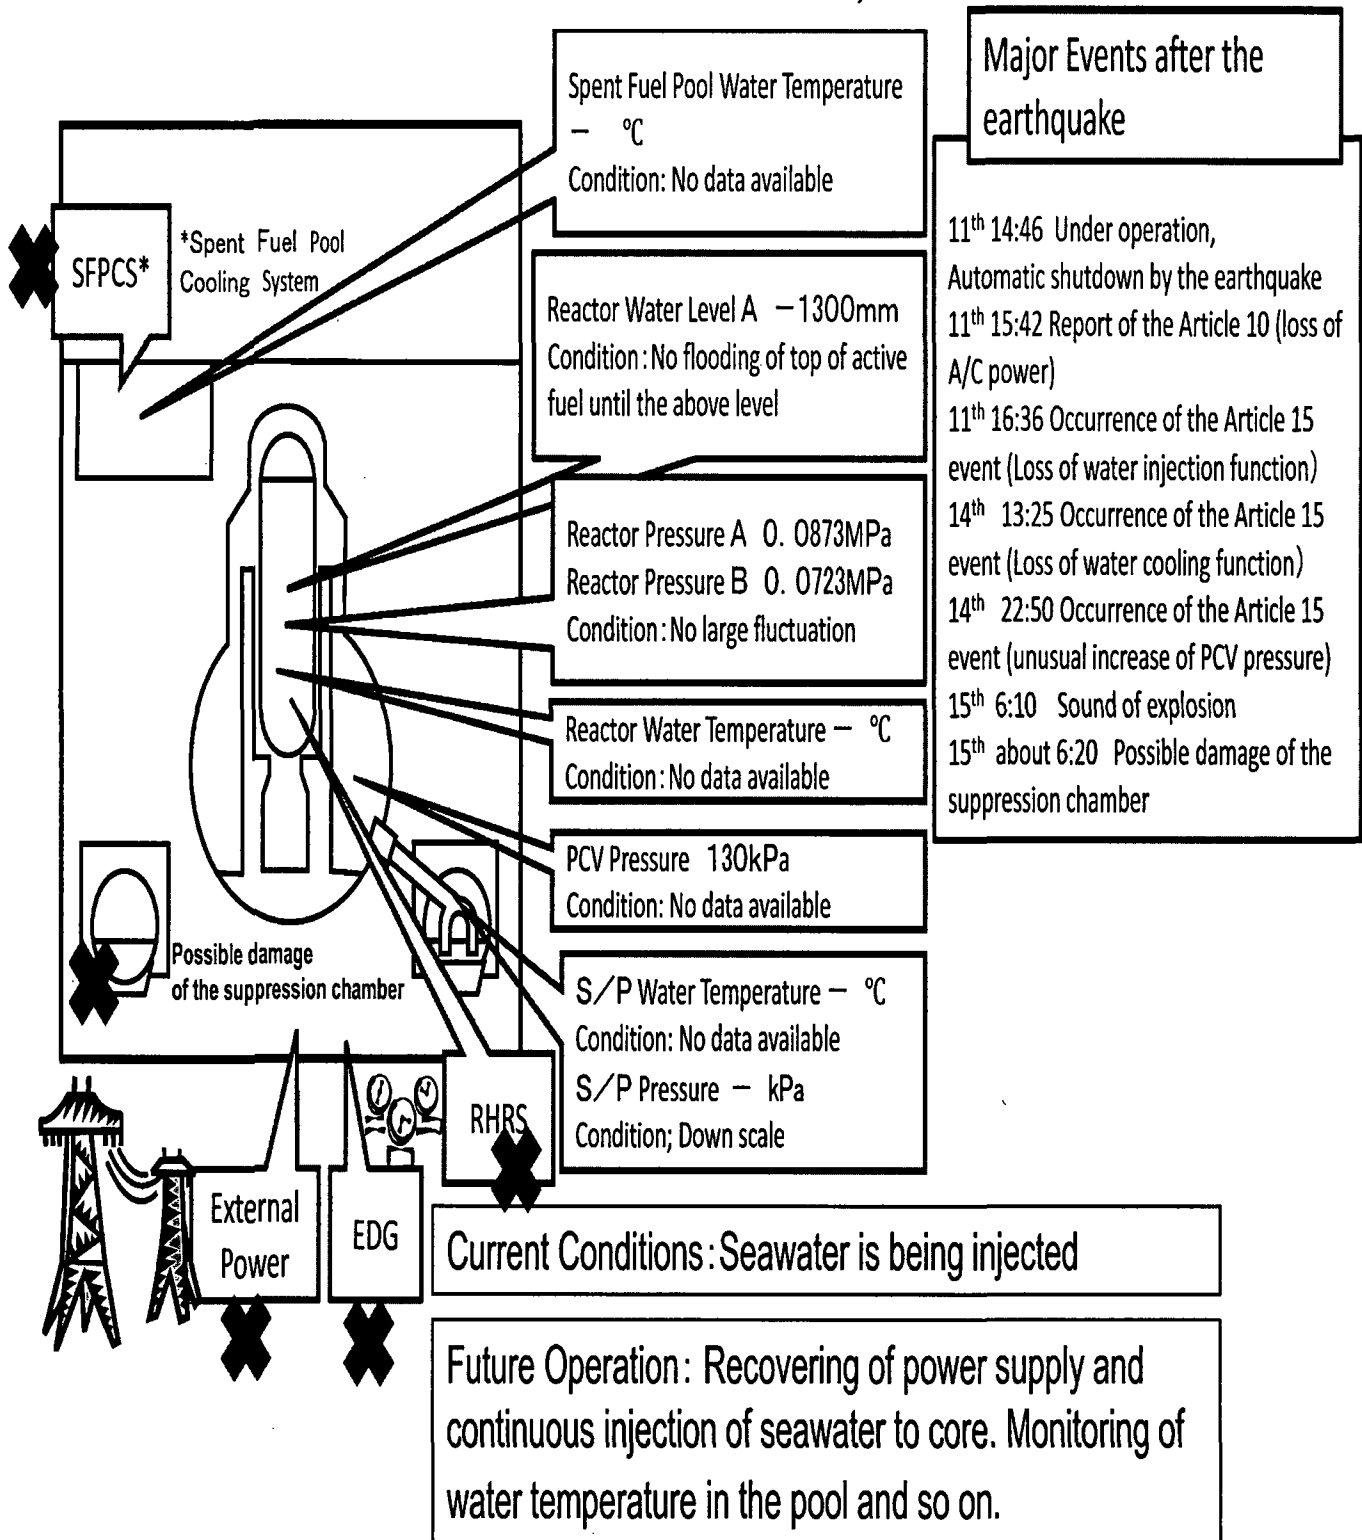 Spent Fuel Pool Water Temperature
－ ℃
Condition: No data available
Major Events after the
earthquake
SFPCS*
*Spent Fuel Pool
Cooling System
Reactor Water Level A －1300mm
Condition:No flooding of top of active
fuel until the above level
Reactor Pressure A 0. 0873MPa
Reactor Pressure B 0. 0723MPa
Condition:No large fluctuation
Reactor Water Temperature － ℃
Condition:No data available
PCV Pressure 130kPa
Condition: No data available
S／P Water Temperature － ℃
Condition: No data available
S／P Pressure － kPa
Condition; Down scale
11th 14:46 Under operation,
Automatic shutdown by the earthquake
11th 15:42 Report of the Article 10 (loss of
A/C power)
11th 16:36 Occurrence of the Article 15
event (Loss of water injection function)
14th 13:25 Occurrence of the Article 15
event (Loss of water cooling function)
14th 22:50 Occurrence of the Article 15
event (unusual increase of PCV pressure)
15th 6:10 Sound of explosion
15th about 6:20 Possible damage of the
suppression chamber
Possible damage
of the suppression chamber
RHRS
External
Power
EDG
Current Conditions:Seawater is being injected
Future Operation: Recovering of power supply and
continuous injection of seawater to core. Monitoring of
water temperature in the pool and so on.